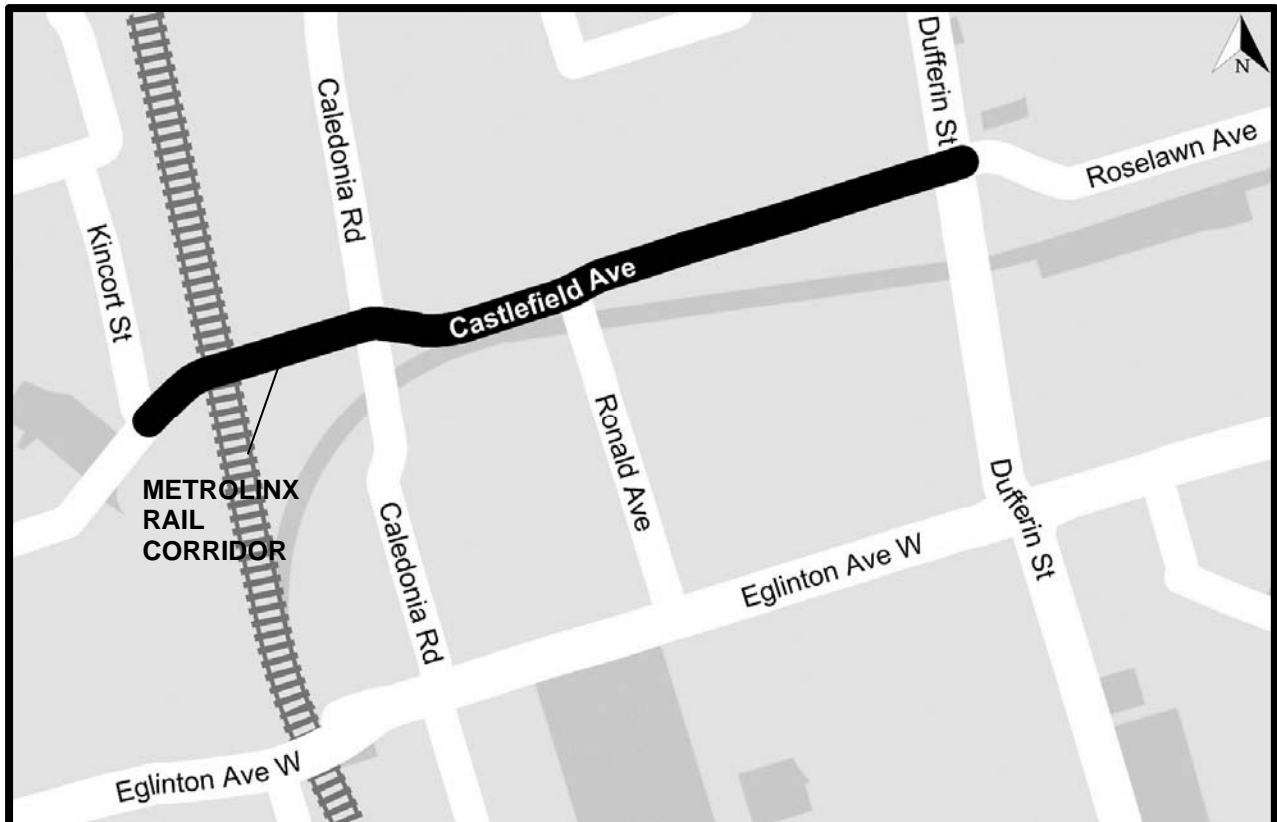 Dufferin St
N
Caledonia Rd
Roselawn Ave
Kincort St
Castlefield Ave
METROLINX
RAIL
CORRIDOR
Ronald Ave
Dufferin St
Caledonia Rd
Eglinton Ave W
Eglinton Ave W